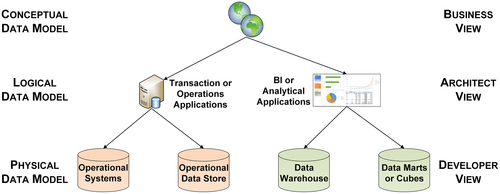 CONCEPTUAL
DATA MODEL
BUSINESS
VIEW
LOGICAL
DATA MODEL
Transaction or
Operations
Applications
BI or
Analytical
Applications
ARCHITECT
VIEW
PHYSICAL
DATA MODEL
Operational
Systems
Operational
Data Store
Data
Warehouse
Data Marts
or Cubes
DEVELOPER
VIEW